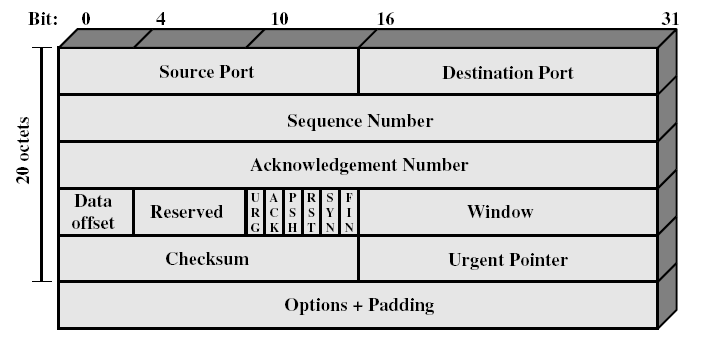 Bit: 0 4 10 16 31
Source Port Destination Port
Sequence Number
Acknowledgement Number
Data offset Reserved URG ACK PSH RST SYN FIN Window
Checksum Urgent Pointer
Options + Padding
20 octets